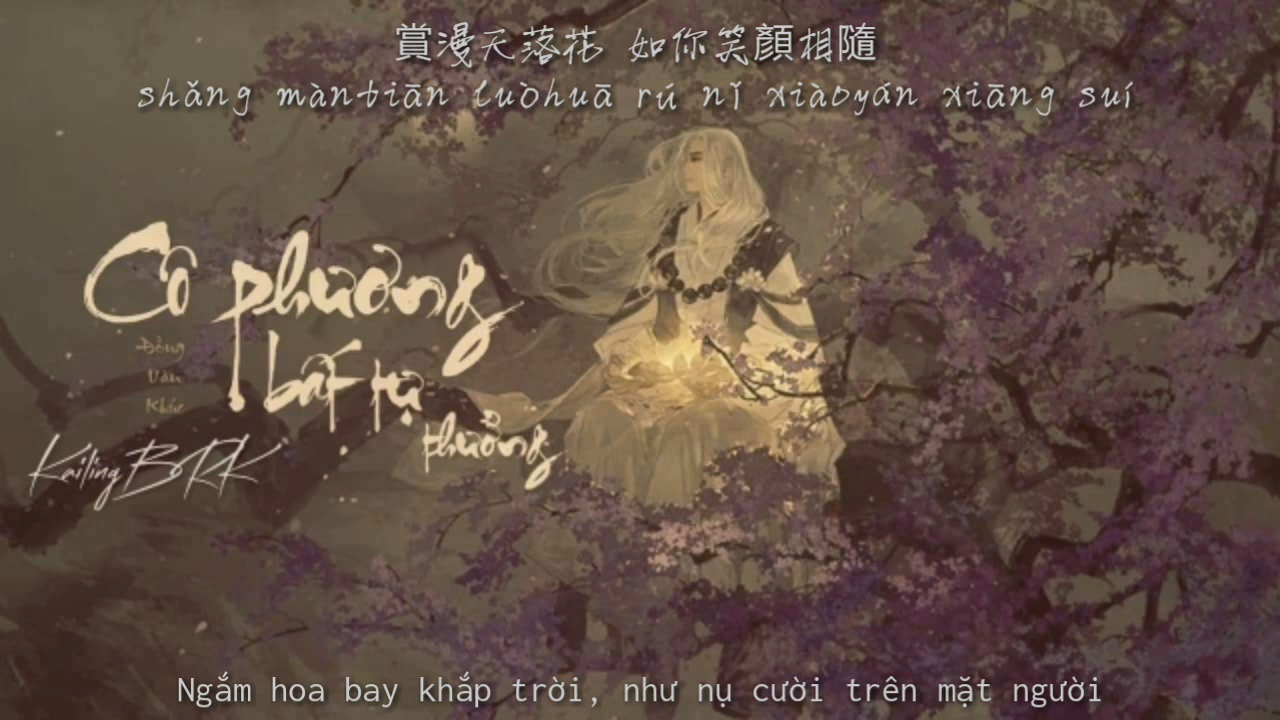 賞漫天落花 如你笑顏相隨
shǎng màntiān luòhuā rú nǐ xiàoyán xiāng suí
Cô phương
bất tự
thưởng
Đồng
Vân
Khúc
KailingBRK
Ngắm hoa bay khắp trời, như nụ cười trên mặt người